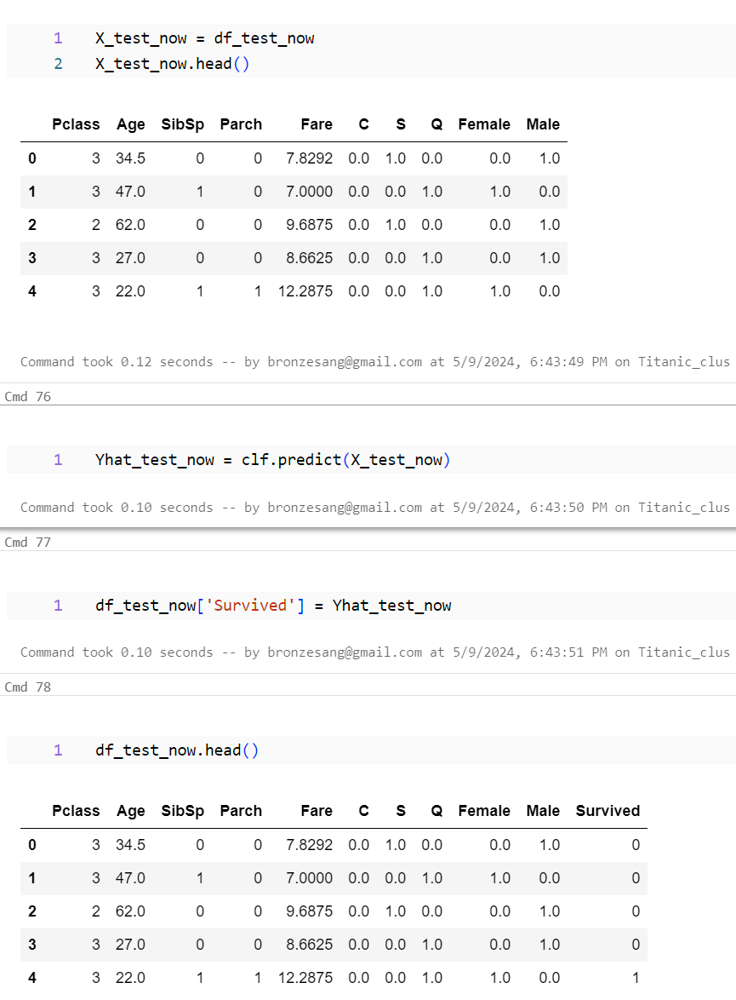 1 X_test_now = df_test_now
2 X_test_now.head()
Pclass Age SibSp Parch Fare C S Q Female Male
0 3 34.5 0 0 7.8292 0.0 1.0 0.0 0.0 1.0
1 3 47.0 1 0 7.0000 0.0 0.0 1.0 1.0 0.0
2 2 62.0 0 0 9.6875 0.0 1.0 0.0 0.0 1.0
3 3 27.0 0 0 8.6625 0.0 0.0 1.0 0.0 1.0
4 3 22.0 1 1 12.2875 0.0 0.0 1.0 1.0 0.0
Command took 0.12 seconds -- by bronzesang@gmail.com at 5/9/2024, 6:43:49 PM on Titanic_clus
Cmd 76
1 Yhat_test_now = clf.predict(X_test_now)
Command took 0.10 seconds -- by bronzesang@gmail.com at 5/9/2024, 6:43:50 PM on Titanic_clus
Cmd 77
1 df_test_now['Survived'] = Yhat_test_now
Command took 0.10 seconds -- by bronzesang@gmail.com at 5/9/2024, 6:43:51 PM on Titanic_clus
Cmd 78
1 df_test_now.head()
Pclass Age SibSp Parch Fare C S Q Female Male Survived
0 3 34.5 0 0 7.8292 0.0 1.0 0.0 0.0 1.0 0
1 3 47.0 1 0 7.0000 0.0 0.0 1.0 1.0 0.0 0
2 2 62.0 0 0 9.6875 0.0 1.0 0.0 0.0 1.0 0
3 3 27.0 0 0 8.6625 0.0 0.0 1.0 0.0 1.0 0
4 3 22.0 1 1 12.2875 0.0 0.0 1.0 1.0 0.0 1